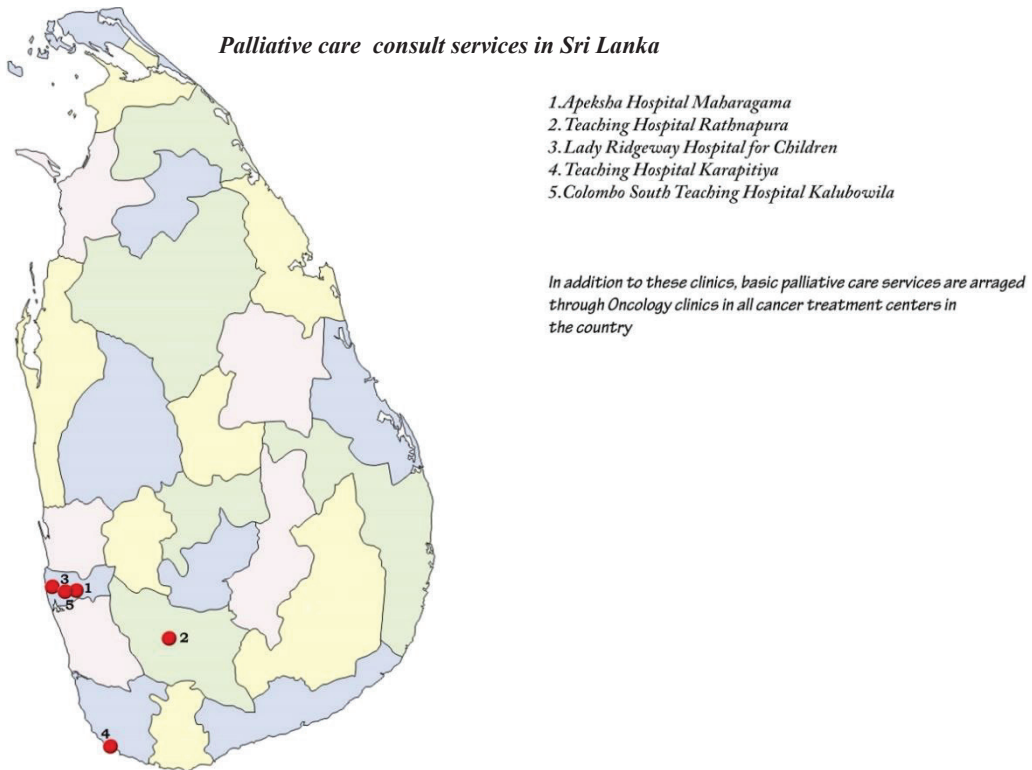 Palliative care consult services in Sri Lanka
1.Apeksha Hospital Maharagama
2.Teaching Hospital Rathnapura
3.Lady Ridgeway Hospital for Children
4.Teaching Hospital Karapitiya
5.Colombo South Teaching Hospital Kalubowila
In addition to these clinics, basic palliative care services are arraged
through Oncology clinics in all cancer treatment centers in
the country
3
1
5
2
4